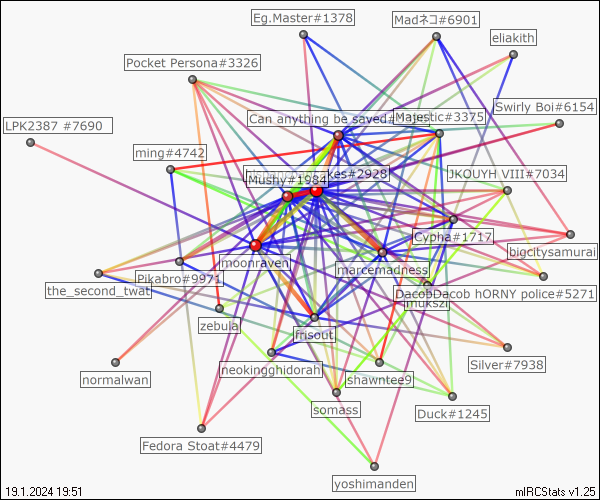 Eg.Master#1378
Madネコ#6901
eliakith
Pocket Persona#3326
Swirly Boi#6154
Can anything be saved#
Majestic#3375
LPK2387 #7690
ming#4742
kes#2928
JKOUYH VIII#7034
Mushy#1984
Cypha#1717
bigcitysamurai
moonraven
marcemadness
Pikabro#9971
the_second_twat
DacobDacob hORNY police#5271
mukszi
zebula
frisout
Silver#7938
neokingghidorah
shawntee9
normalwan
somass
Duck#1245
Fedora Stoat#4479
yoshimanden
19.1.2024 19:51
mIRCStats v1.25